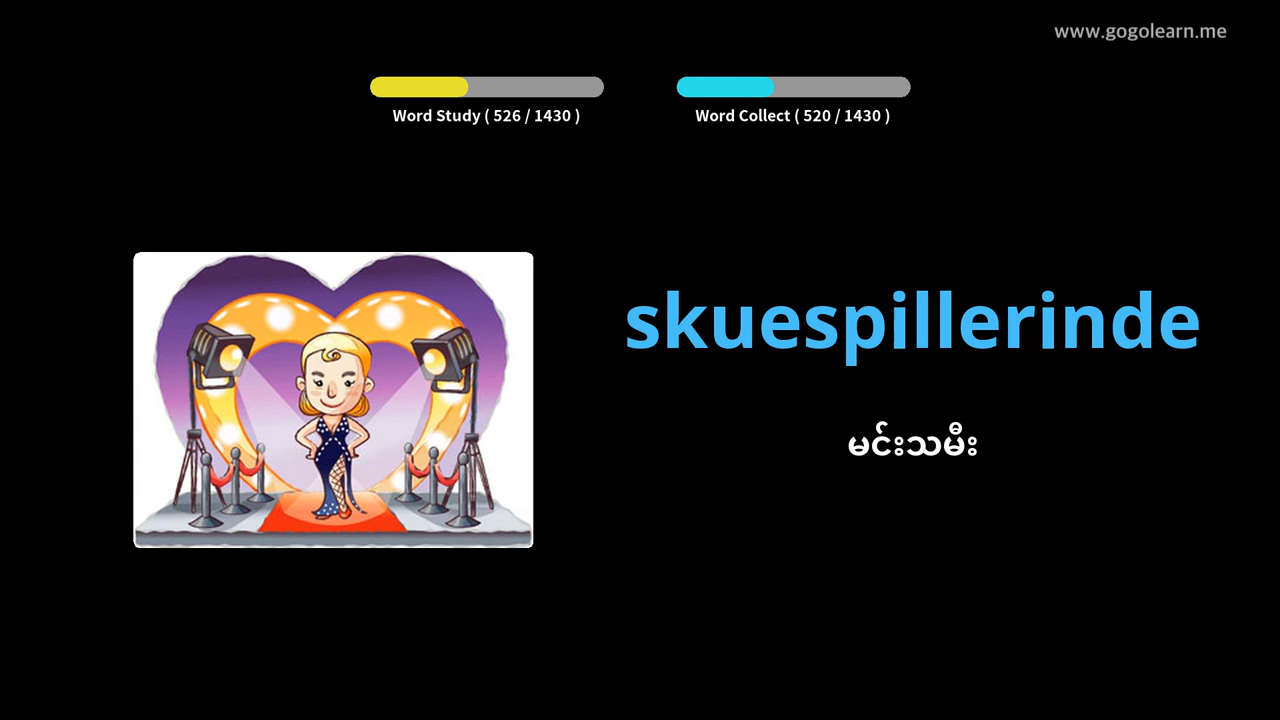 www.gogolearn.me
Word Study ( 526 / 1430 )
Word Collect ( 520 / 1430 )
skuespillerinde
မင်းသမီး